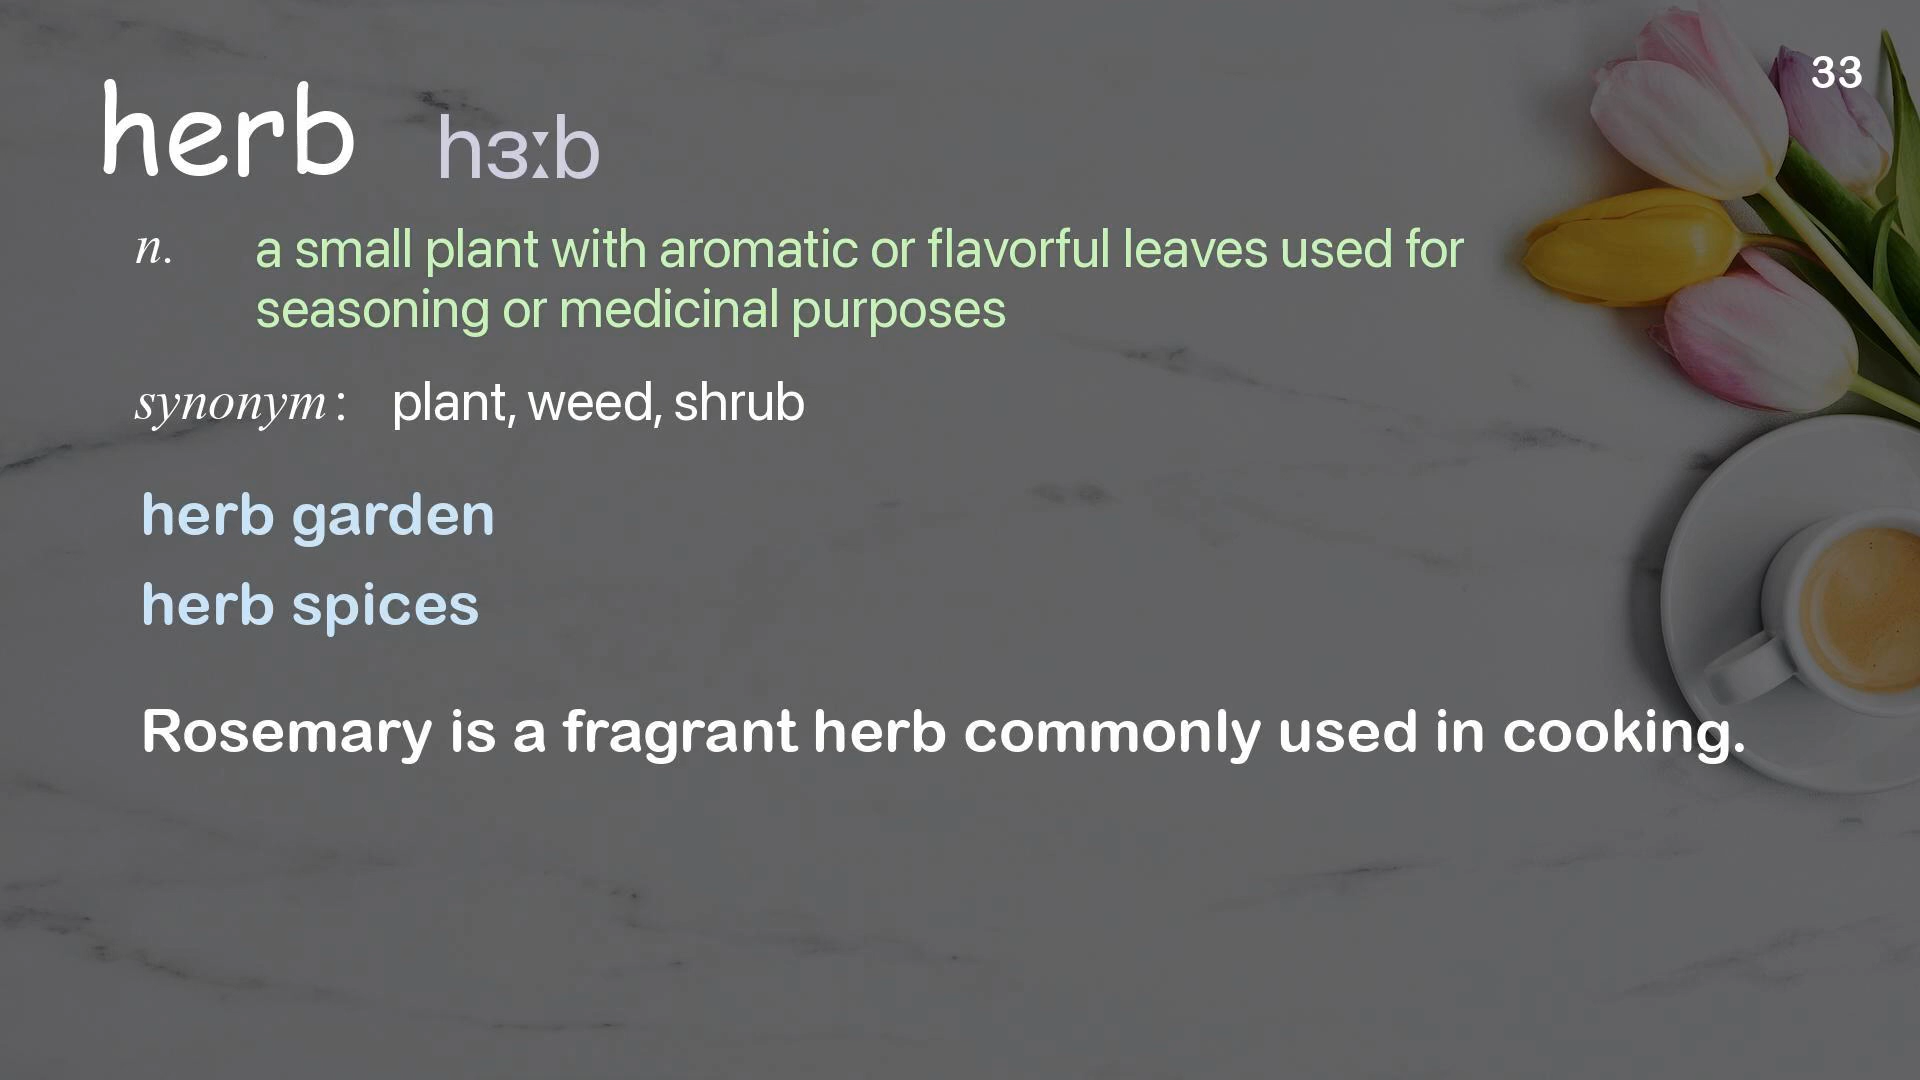 33
herb hɜːb
n. a small plant with aromatic or flavorful leaves used for
seasoning or medicinal purposes
synonym: plant, weed, shrub
herb garden
herb spices
Rosemary is a fragrant herb commonly used in cooking.